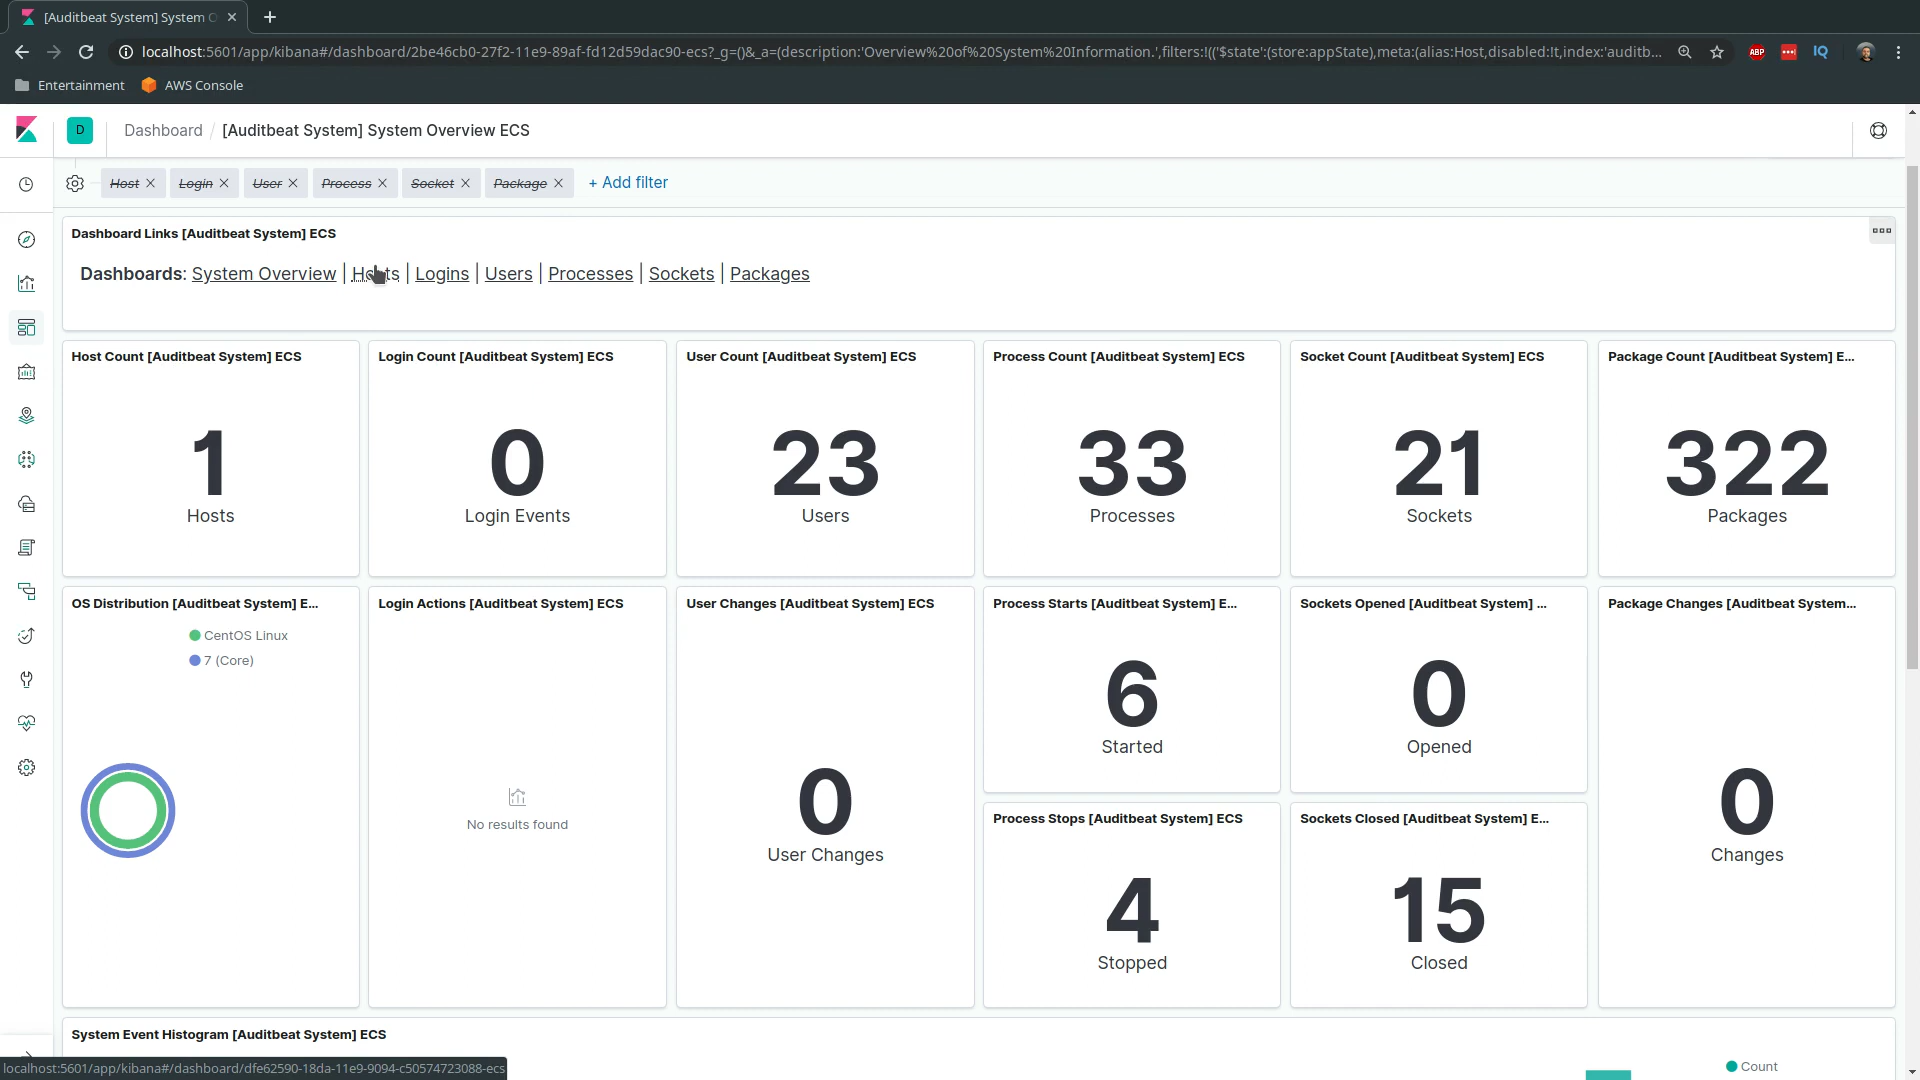 [Auditbeat System] System O
localhost:5601/app/kibana#/dashboard/2be46cb0-27f2-11e9-89af-fd12d59dac90-ecs?_g=()&_a=(description:'Overview%20of%20System%20Information.',filters:!(('$state':(store:appState),meta:(alias:Host,disabled:!t,index:'auditb...
ABP
IQ
Entertainment
AWS Console
D
Dashboard / [Auditbeat System] System Overview ECS
Host
Login
User
Process
Socket
Package
+ Add filter
Dashboard Links [Auditbeat System] ECS
Dashboards: System Overview | Hosts | Logins | Users | Processes | Sockets | Packages
Host Count [Auditbeat System] ECS
1
Hosts
Login Count [Auditbeat System] ECS
0
Login Events
User Count [Auditbeat System] ECS
23
Users
Process Count [Auditbeat System] ECS
33
Processes
Socket Count [Auditbeat System] ECS
21
Sockets
Package Count [Auditbeat System] E...
322
Packages
OS Distribution [Auditbeat System] E...
CentOS Linux
7 (Core)
Login Actions [Auditbeat System] ECS
No results found
User Changes [Auditbeat System] ECS
0
User Changes
Process Starts [Auditbeat System] E...
6
Started
Process Stops [Auditbeat System] ECS
4
Stopped
Sockets Opened [Auditbeat System] ...
0
Opened
Sockets Closed [Auditbeat System] E...
15
Closed
Package Changes [Auditbeat System...
0
Changes
System Event Histogram [Auditbeat System] ECS
Count
localhost:5601/app/kibana#/dashboard/dfe62590-18da-11e9-9094-c50574723088-ecs